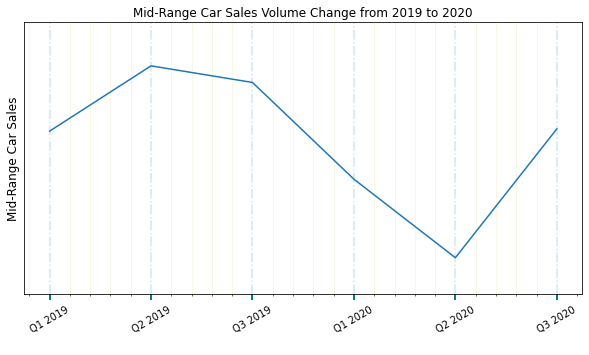 Mid-Range Car Sales Volume Change from 2019 to 2020
Mid-Range Car Sales
Q1 2019
Q2 2019
Q3 2019
Q1 2020
Q2 2020
Q3 2020